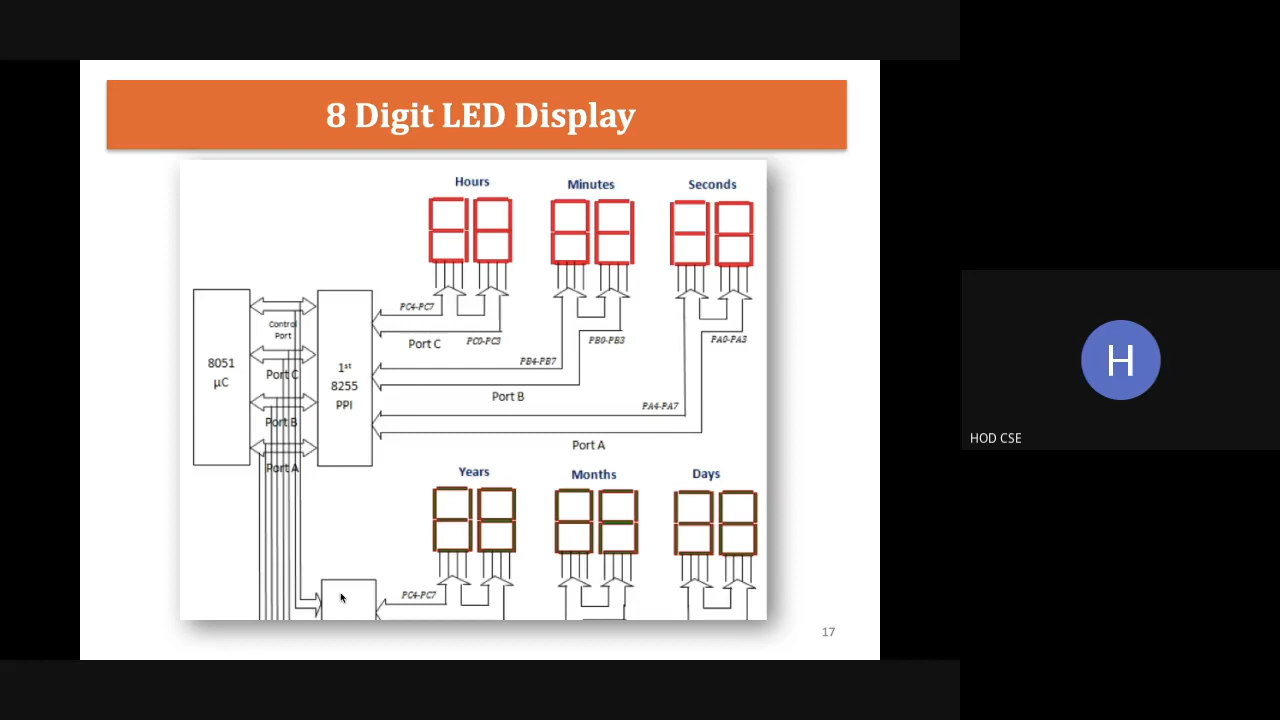 8 Digit LED Display
Hours
Minutes
Seconds
PC4-PC7
Port C
PC0-PC3
PB0-PB3
PA0-PA3
Control
Port
8051
μC
Port C
1st
8255
PPI
PB4-PB7
Port B
PA4-PA7
Port B
Port A
Port A
Years
Months
Days
PC4-PC7
17
H
HOD CSE